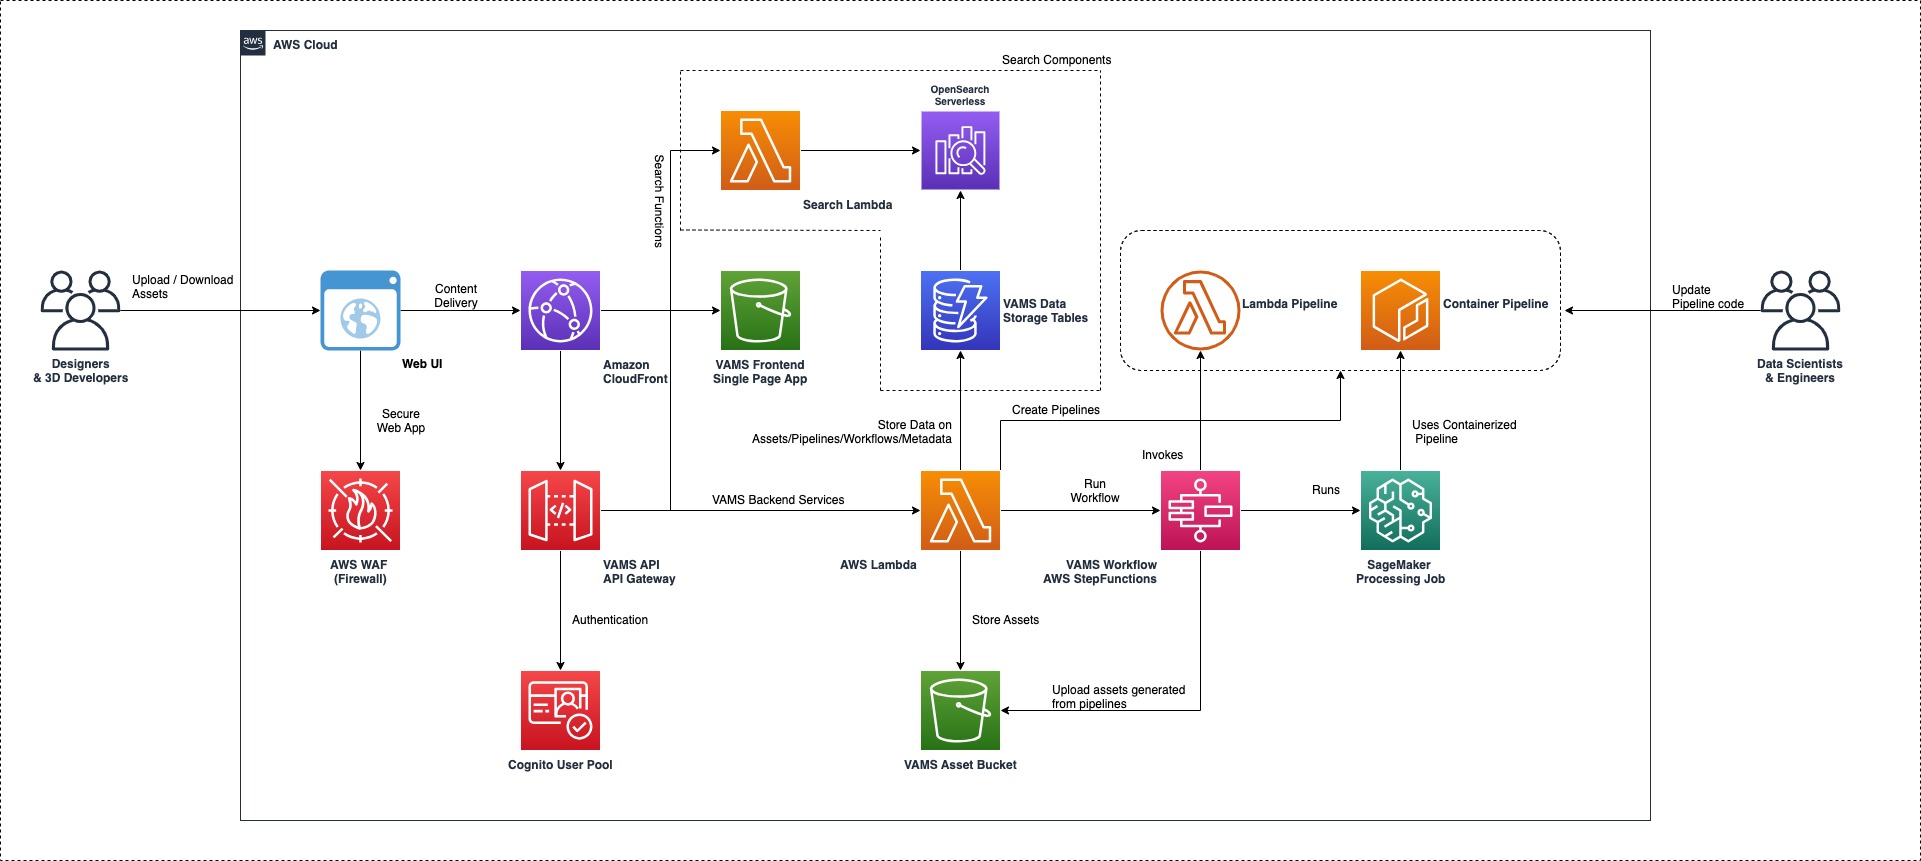 aws
AWS Cloud
Search Components
OpenSearch
Serverless
Search Functions
Search Lambda
Upload / Download
Assets
Designers
& 3D Developers
Content
Delivery
Web UI
Amazon
CloudFront
VAMS Frontend
Single Page App
VAMS Data
Storage Tables
Lambda Pipeline
Container Pipeline
Update
Pipeline code
Data Scientists
& Engineers
Secure
Web App
Store Data on
Assets/Pipelines/Workflows/Metadata
Create Pipelines
Invokes
Uses Containerized
Pipeline
AWS WAF
(Firewall)
</>
VAMS API
API Gateway
VAMS Backend Services
AWS Lambda
Run
Workflow
VAMS Workflow
AWS StepFunctions
Runs
SageMaker
Processing Job
Authentication
Store Assets
Cognito User Pool
VAMS Asset Bucket
Upload assets generated
from pipelines